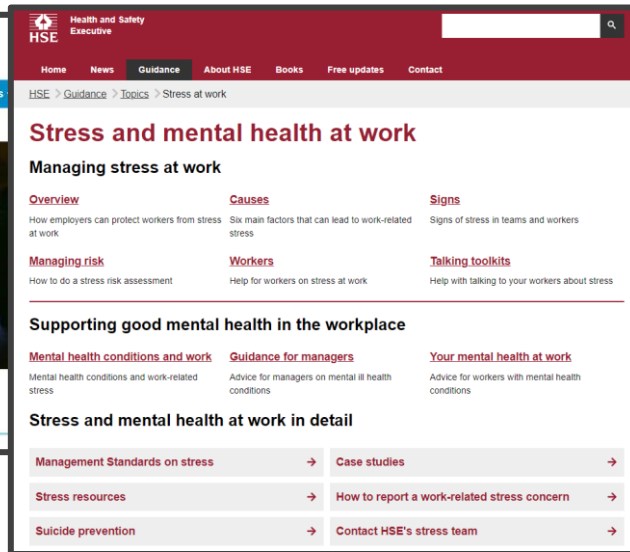 Health and Safety
Executive
HSE
Home News Guidance About HSE Books Free updates Contact
HSE > Guidance > Topics > Stress at work
Stress and mental health at work
Managing stress at work
Overview
How employers can protect workers from stress
at work
Causes
Six main factors that can lead to work-related
stress
Signs
Signs of stress in teams and workers
Managing risk
How to do a stress risk assessment
Workers
Help for workers on stress at work
Talking toolkits
Help with talking to your workers about stress
Supporting good mental health in the workplace
Mental health conditions and work
Mental health conditions and work-related
stress
Guidance for managers
Advice for managers on mental ill health
conditions
Your mental health at work
Advice for workers with mental health
conditions
Stress and mental health at work in detail
Management Standards on stress →
Case studies →
Stress resources →
How to report a work-related stress concern →
Suicide prevention →
Contact HSE's stress team →